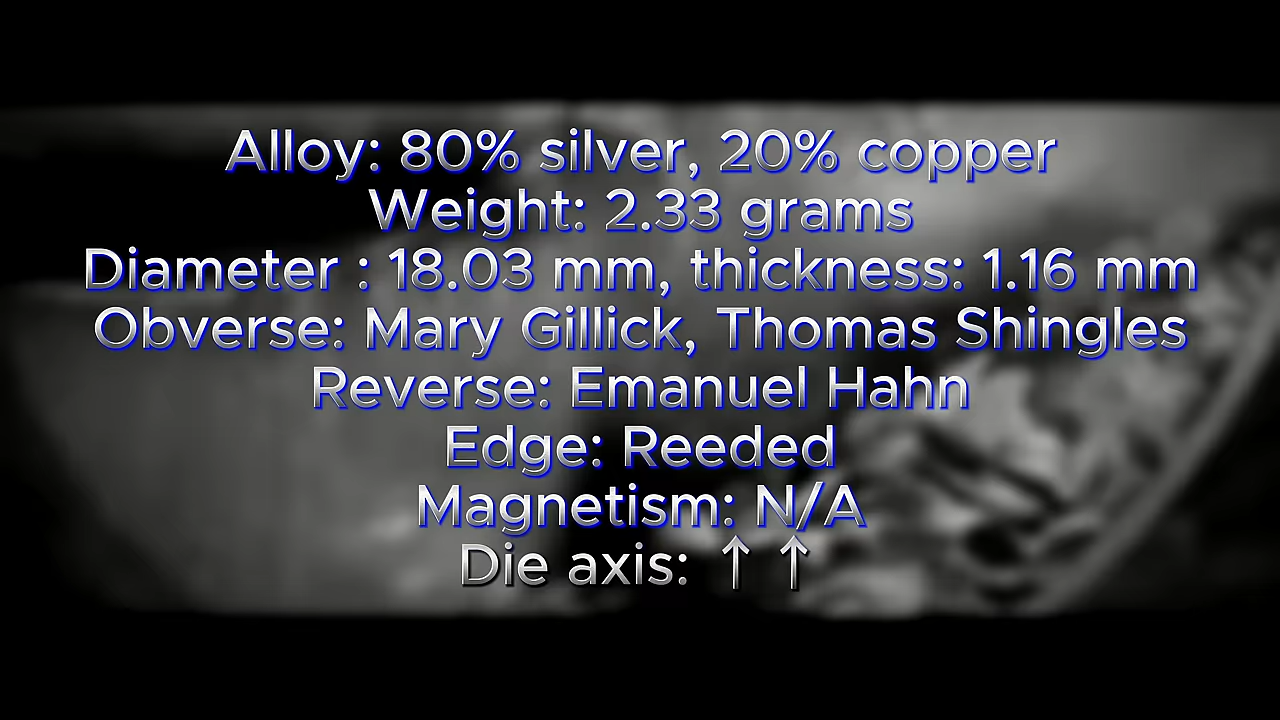 Alloy: 80% silver, 20% copper
Weight: 2.33 grams
Diameter : 18.03 mm, thickness: 1.16 mm
Obverse: Mary Gillick, Thomas Shingles
Reverse: Emanuel Hahn
Edge: Reeded
Magnetism: N/A
Die axis: ↑ ↑